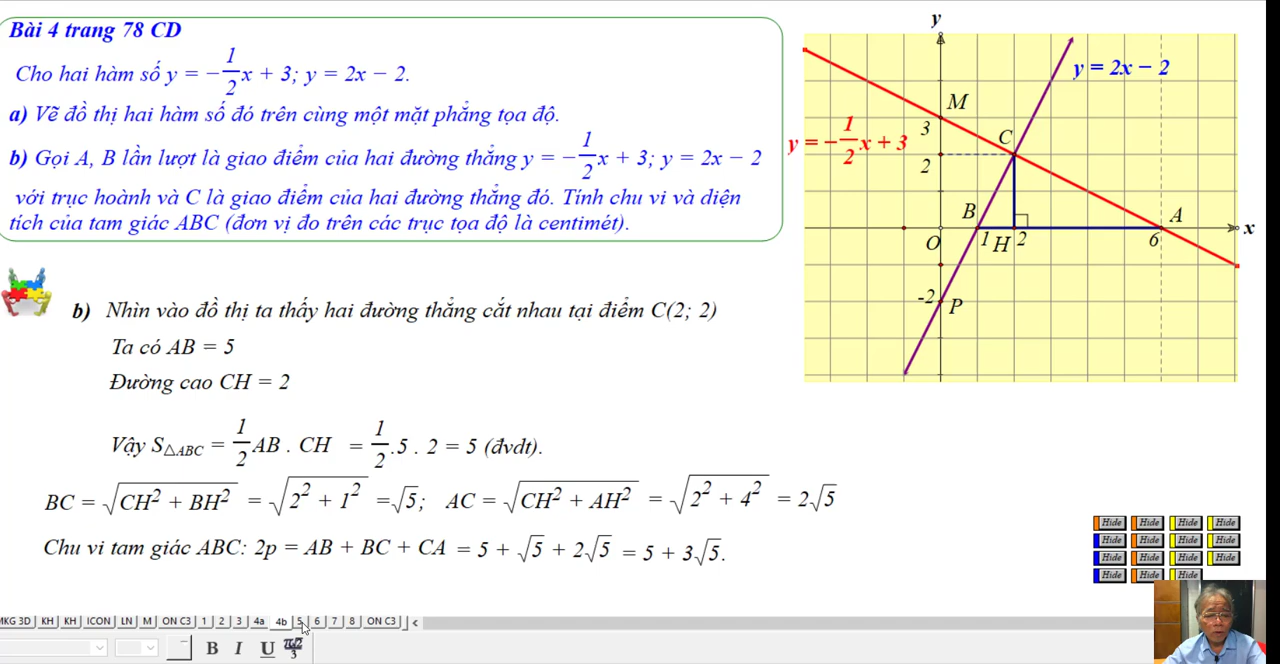 Bài 4 trang 78 CD
Cho hai hàm số y = −1/2x + 3; y = 2x − 2.
a) Vẽ đồ thị hai hàm số đó trên cùng một mặt phẳng tọa độ.
b) Gọi A, B lần lượt là giao điểm của hai đường thẳng y = −1/2x + 3; y = 2x − 2
với trục hoành và C là giao điểm của hai đường thẳng đó. Tính chu vi và diện
tích của tam giác ABC (đơn vị đo trên các trục tọa độ là centimét).
y
y = 2x − 2
M
3
C
y = −1/2x + 3
2
B
A
x
O
1
H
2
6
-2
P
b) Nhìn vào đồ thị ta thấy hai đường thẳng cắt nhau tại điểm C(2; 2)
Ta có AB = 5
Đường cao CH = 2
Vậy S△ABC = 1/2AB . CH = 1/2.5 . 2 = 5 (đvdt).
BC = √(CH² + BH²) = √(2² + 1²) = √5; AC = √(CH² + AH²) = √(2² + 4²) = 2√5
Chu vi tam giác ABC: 2p = AB + BC + CA = 5 + √5 + 2√5 = 5 + 3√5.
Hide Hide Hide Hide
Hide Hide Hide Hide
Hide Hide Hide Hide
Hide Hide Hide
MKG 3D KH KH ICON LN M ON C3 1 2 3 4a 4b 5 6 7 8 ON C3 <
B I U